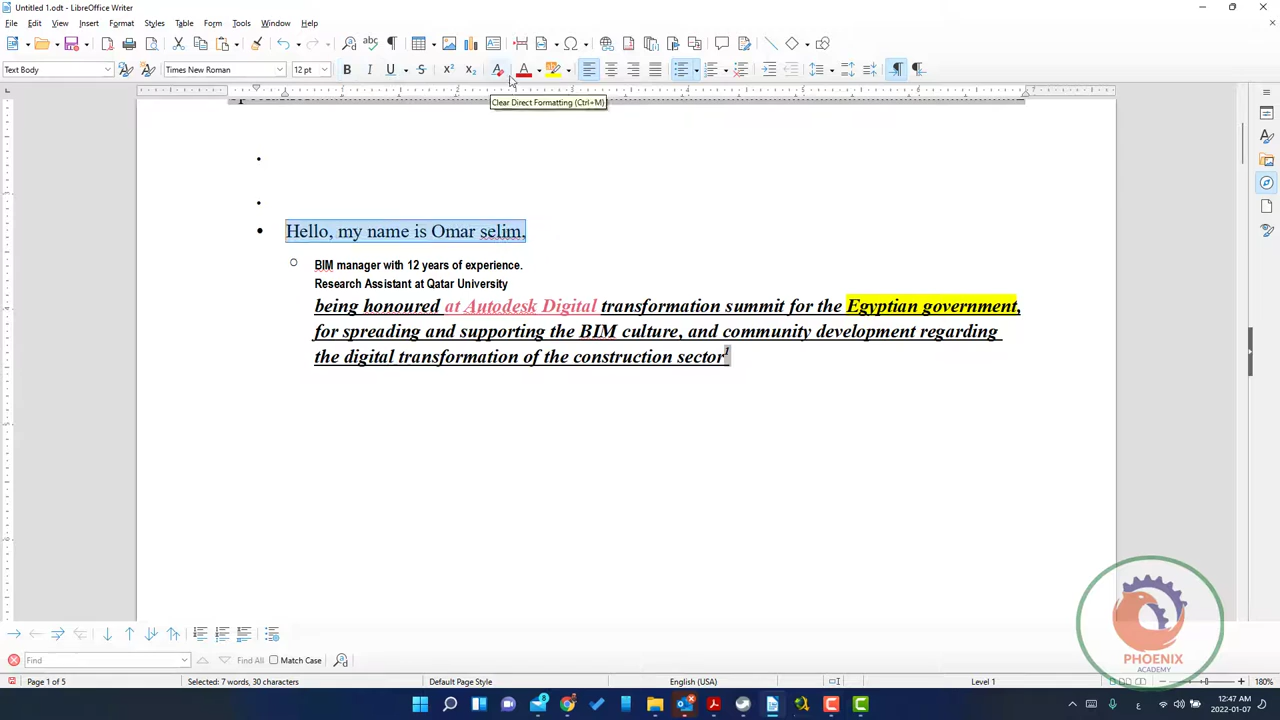 Untitled 1.odt - LibreOffice Writer
File Edit View Insert Format Styles Table Form Tools Window Help
Text Body Times New Roman 12 pt
Clear Direct Formatting (Ctrl+M)
Hello, my name is Omar selim,
BIM manager with 12 years of experience.
Research Assistant at Qatar University
being honoured at Autodesk Digital transformation summit for the Egyptian government,
for spreading and supporting the BIM culture, and community development regarding
the digital transformation of the construction sector1
PHOENIX
ACADEMY
Find Find All Match Case
Page 1 of 5 Selected: 7 words, 30 characters Default Page Style English (USA) Level 1 180%
12:47 AM
2022-01-07